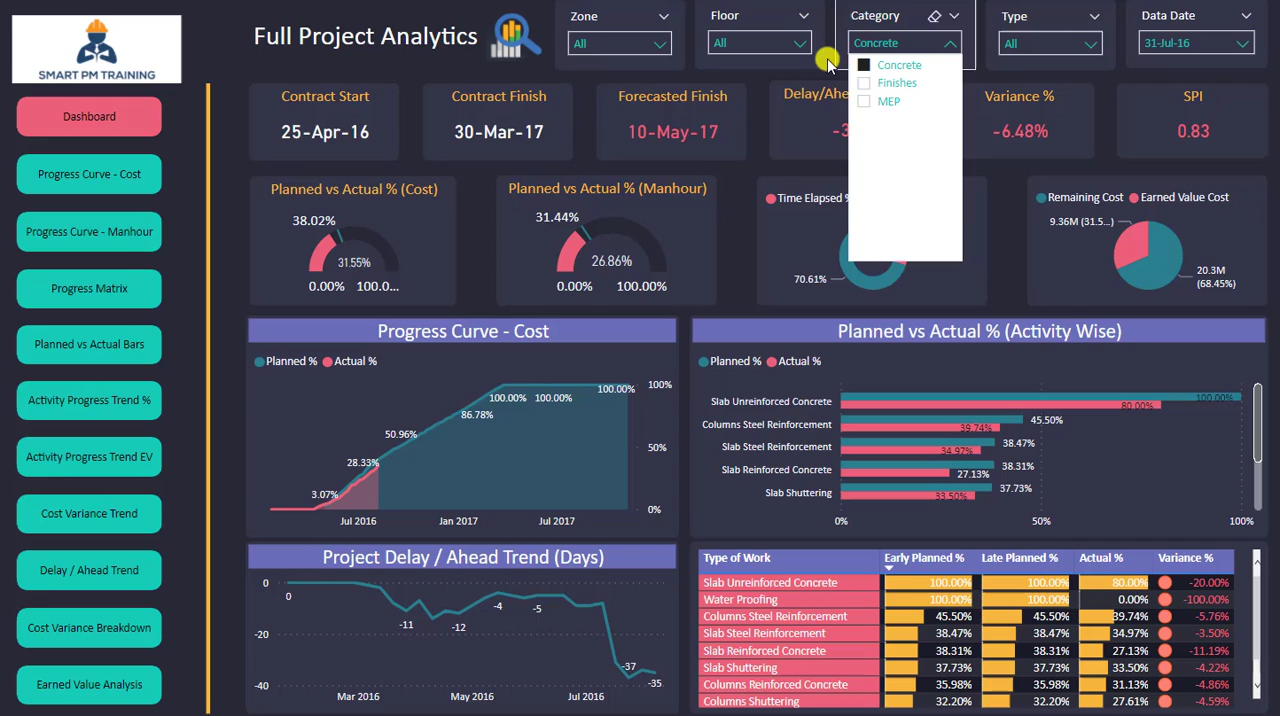 SMART PM TRAINING
Full Project Analytics
Zone
All
Floor
All
Category
Concrete
Concrete
Finishes
MEP
Type
All
Data Date
31-Jul-16
Dashboard
Progress Curve - Cost
Progress Curve - Manhour
Progress Matrix
Planned vs Actual Bars
Activity Progress Trend %
Activity Progress Trend EV
Cost Variance Trend
Delay / Ahead Trend
Cost Variance Breakdown
Earned Value Analysis
Contract Start
25-Apr-16
Contract Finish
30-Mar-17
Forecasted Finish
10-May-17
Delay/Ahe
Variance %
-6.48%
SPI
0.83
Planned vs Actual % (Cost)
38.02%
31.55%
0.00% 100.0...
Planned vs Actual % (Manhour)
31.44%
26.86%
0.00% 100.00%
Time Elapsed %
70.61%
Remaining Cost Earned Value Cost
9.36M (31.5...)
20.3M
(68.45%)
Progress Curve - Cost
Planned % Actual %
100%
50%
0%
3.07%
28.33%
50.96%
86.78%
100.00%
100.00%
100.00%
Jul 2016 Jan 2017 Jul 2017
Planned vs Actual % (Activity Wise)
Planned % Actual %
Slab Unreinforced Concrete 100.00% 80.00%
Columns Steel Reinforcement 45.50% 39.74%
Slab Steel Reinforcement 38.47% 34.97%
Slab Reinforced Concrete 38.31% 27.13%
Slab Shuttering 37.73% 33.50%
0% 50% 100%
Project Delay / Ahead Trend (Days)
0
-20
-40
0
-11
-12
-4
-5
-37
-35
Mar 2016 May 2016 Jul 2016
Type of Work Early Planned % Late Planned % Actual % Variance %
Slab Unreinforced Concrete 100.00% 100.00% 80.00% -20.00%
Water Proofing 100.00% 100.00% 0.00% -100.00%
Columns Steel Reinforcement 45.50% 45.50% 39.74% -5.76%
Slab Steel Reinforcement 38.47% 38.47% 34.97% -3.50%
Slab Reinforced Concrete 38.31% 38.31% 27.13% -11.19%
Slab Shuttering 37.73% 37.73% 33.50% -4.22%
Columns Reinforced Concrete 35.98% 35.98% 31.13% -4.86%
Columns Shuttering 32.20% 32.20% 27.61% -4.59%